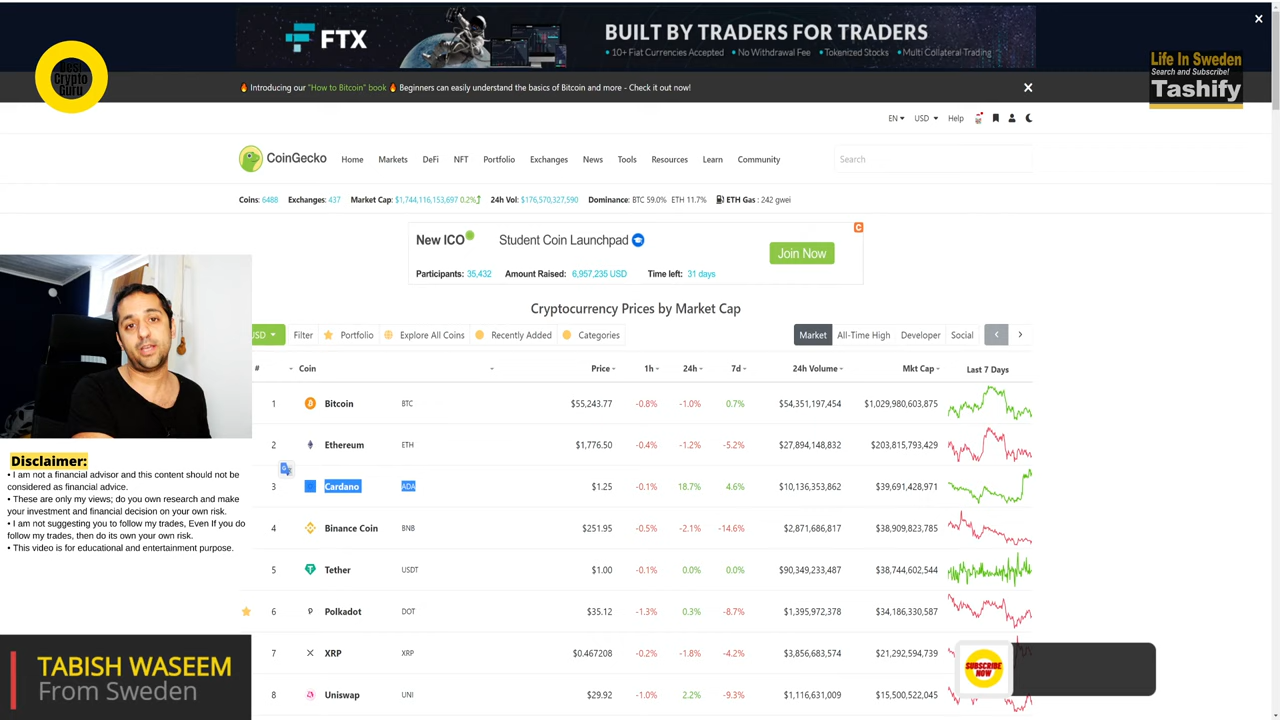 FTX
BUILT BY TRADERS FOR TRADERS
• 10+ Fiat Currencies Accepted • No Withdrawal Fee • Tokenized Stocks • Multi Collateral Trading
Best Crypto Guru
Life In Sweden
Search and Subscribe!
Tashify
🔥 Introducing our "How to Bitcoin" book 🔥 Beginners can easily understand the basics of Bitcoin and more - Check it out now!
EN USD Help
CoinGecko Home Markets DeFi NFT Portfolio Exchanges News Tools Resources Learn Community Search
Coins: 6488 Exchanges: 437 Market Cap: $1,744,116,153,697 0.2% 24h Vol: $176,570,327,590 Dominance: BTC 59.0% ETH 11.7% ETH Gas : 242 gwei
New ICO Student Coin Launchpad
Join Now
Participants: 35,432 Amount Raised: 6,957,235 USD Time left: 31 days
Cryptocurrency Prices by Market Cap
USD Filter Portfolio Explore All Coins Recently Added Categories Market All-Time High Developer Social
# Coin Price 1h 24h 7d 24h Volume Mkt Cap Last 7 Days
1 Bitcoin BTC $55,243.77 -0.8% -1.0% 0.7% $54,351,197,454 $1,029,980,603,875
2 Ethereum ETH $1,776.50 -0.4% -1.2% -5.2% $27,894,148,832 $203,815,793,429
3 Cardano ADA $1.25 -0.1% 18.7% 4.6% $10,136,353,862 $39,691,428,971
4 Binance Coin BNB $251.95 -0.5% -2.1% -14.6% $2,871,686,817 $38,909,823,785
5 Tether USDT $1.00 -0.1% 0.0% 0.0% $90,349,233,487 $38,744,602,544
6 Polkadot DOT $35.12 -1.3% 0.3% -8.7% $1,395,972,378 $34,186,330,587
7 XRP XRP $0.467208 -0.2% -1.8% -4.2% $3,856,683,574 $21,292,594,739
8 Uniswap UNI $29.92 -1.0% 2.2% -9.3% $1,116,631,009 $15,500,522,045
Disclaimer:
• I am not a financial advisor and this content should not be
considered as financial advice.
• These are only my views; do you own research and make
your investment and financial decision on your own risk.
• I am not suggesting you to follow my trades, Even If you do
follow my trades, then do its own your own risk.
• This video is for educational and entertainment purpose.
TABISH WASEEM
From Sweden
SUBSCRIBE
NOW